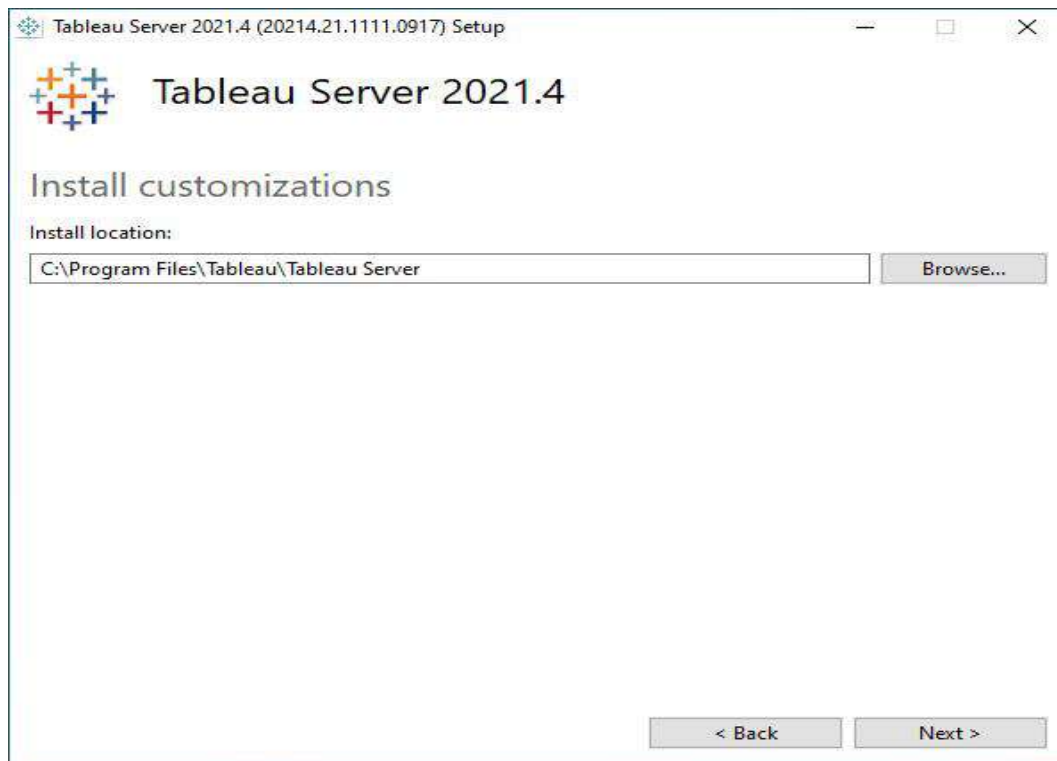 Tableau Server 2021.4 (20214.21.1111.0917) Setup
Tableau Server 2021.4
Install customizations
Install location:
C:\Program Files\Tableau\Tableau Server
Browse...
< Back
Next >